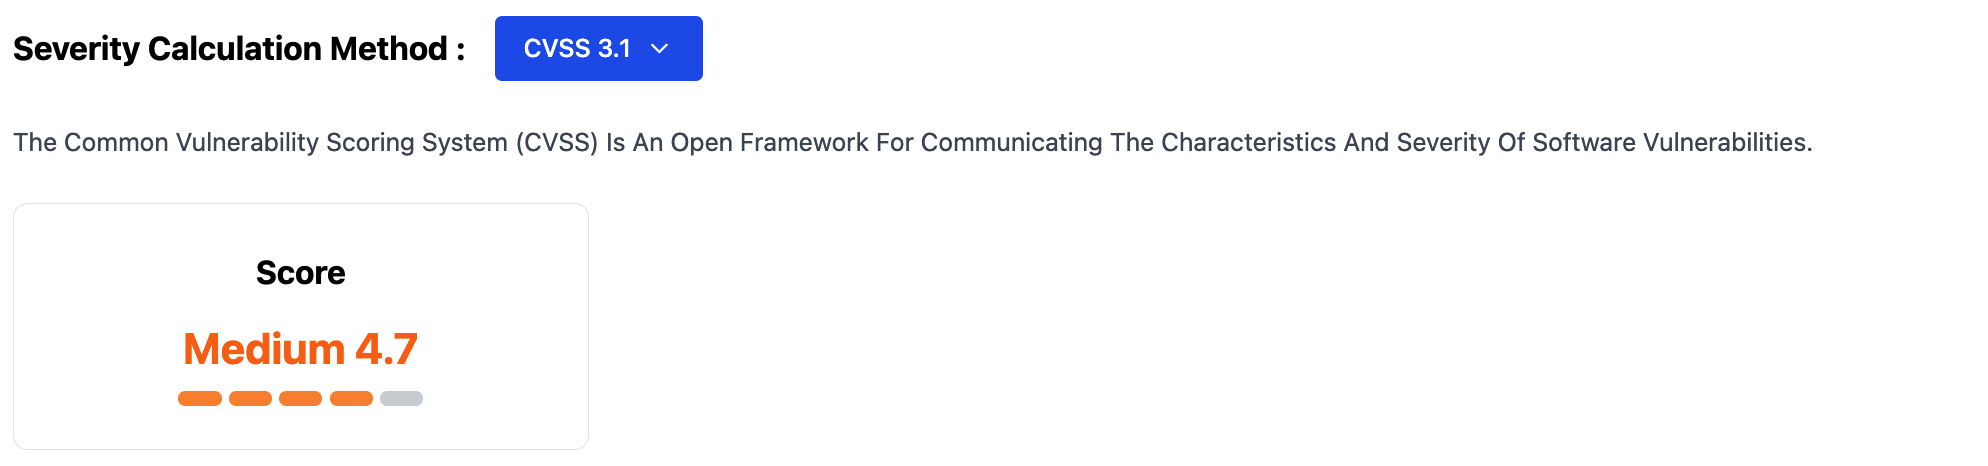 Severity Calculation Method :
CVSS 3.1
The Common Vulnerability Scoring System (CVSS) Is An Open Framework For Communicating The Characteristics And Severity Of Software Vulnerabilities.
Score
Medium 4.7